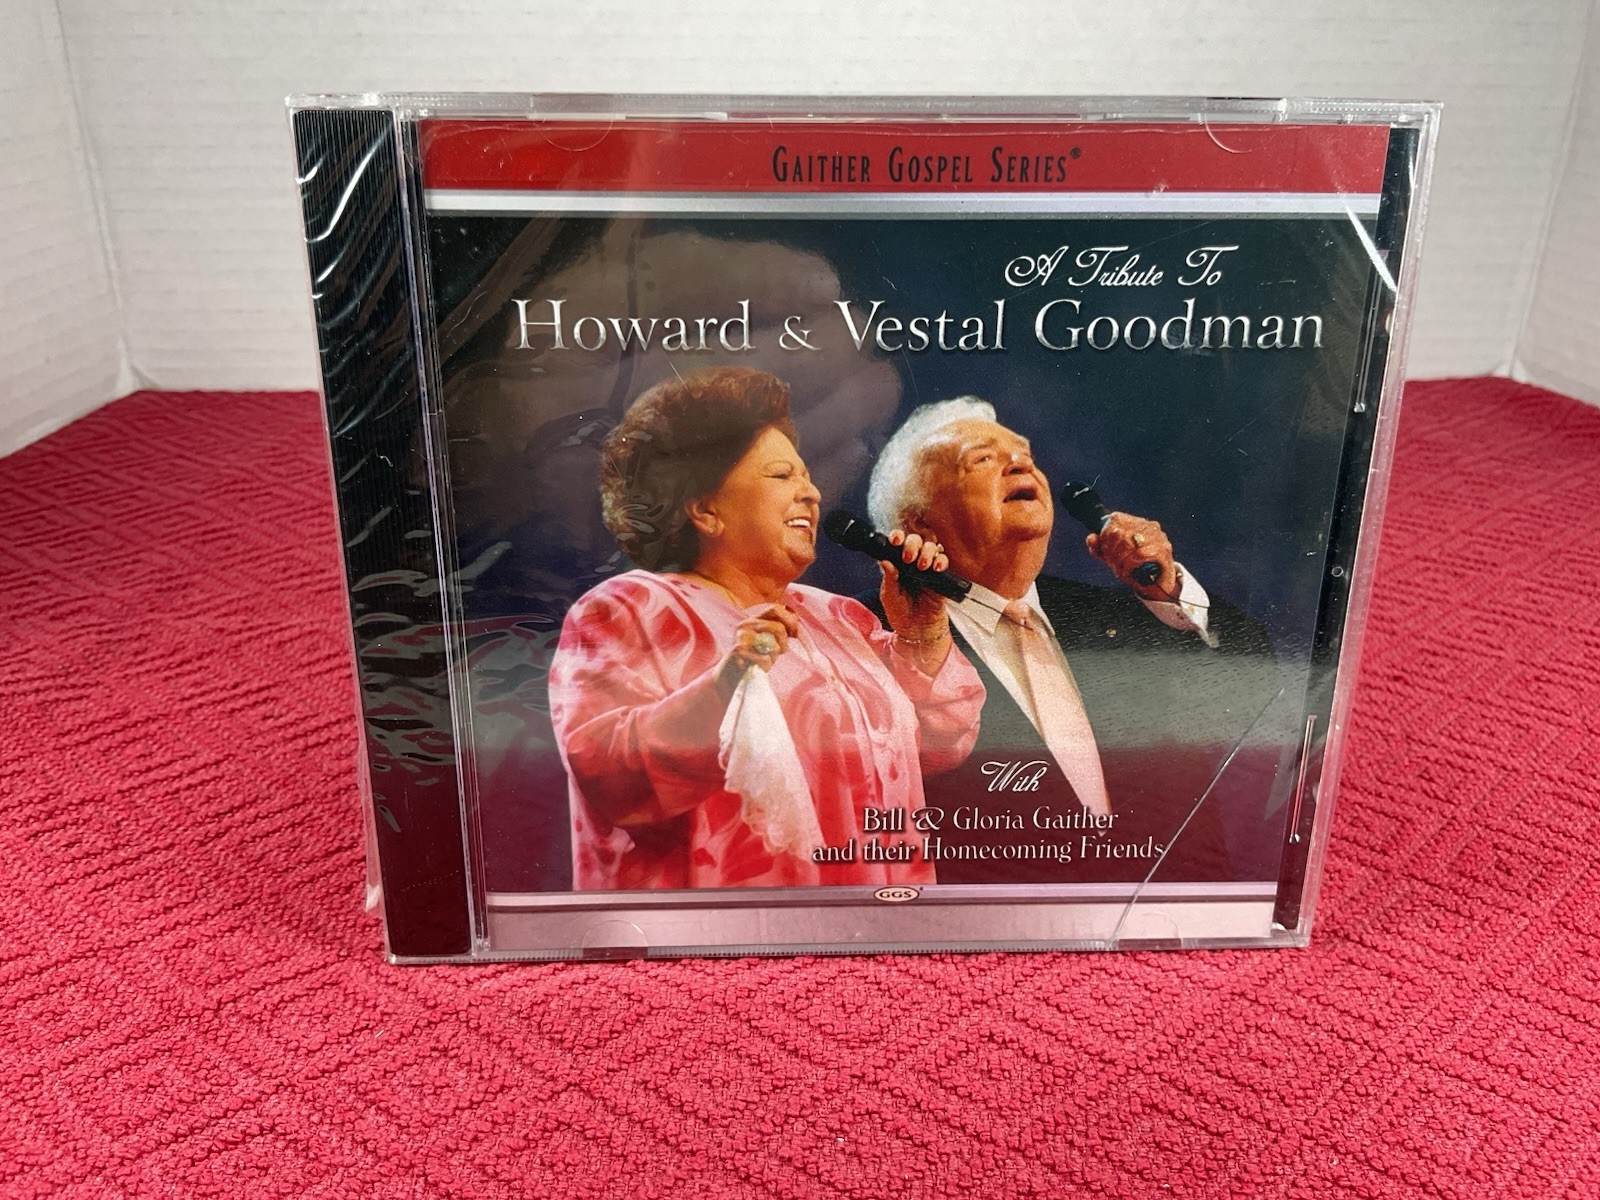 GAITHER GOSPEL SERIES®
A Tribute To
Howard & Vestal Goodman
With
Bill & Gloria Gaither
and their Homecoming Friends
GGS